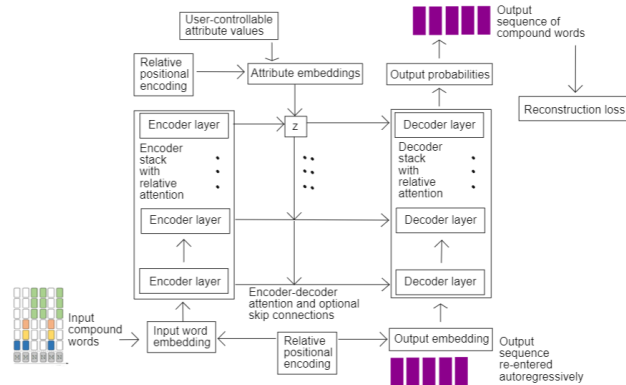 User-controllable
attribute values
Relative
positional
encoding
Attribute embeddings
Output
sequence of
compound words
Output probabilities
Reconstruction loss
Encoder layer
z
Decoder layer
Encoder
stack
with
relative
attention
Decoder
stack
with
relative
attention
Encoder layer
Decoder layer
Encoder layer
Decoder layer
Encoder-decoder
attention and optional
skip connections
Input
compound
words
Input word
embedding
Relative
positional
encoding
Output embedding
Output
sequence
re-entered
autoregressively